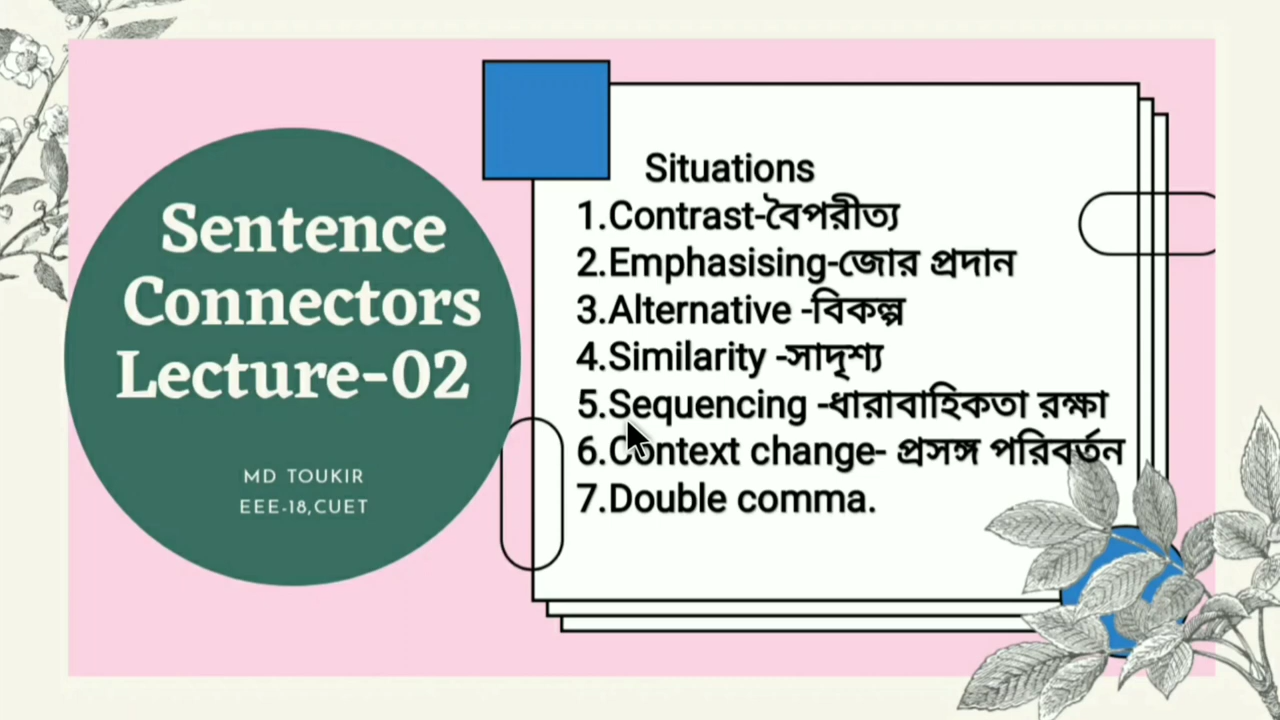 Sentence
Connectors
Lecture-02
MD TOUKIR
EEE-18,CUET
Situations
1.Contrast-বৈপরীত্য
2.Emphasising-জোর প্রদান
3.Alternative -বিকল্প
4.Similarity -সাদৃশ্য
5.Sequencing -ধারাবাহিকতা রক্ষা
6.Context change- প্রসঙ্গ পরিবর্তন
7.Double comma.